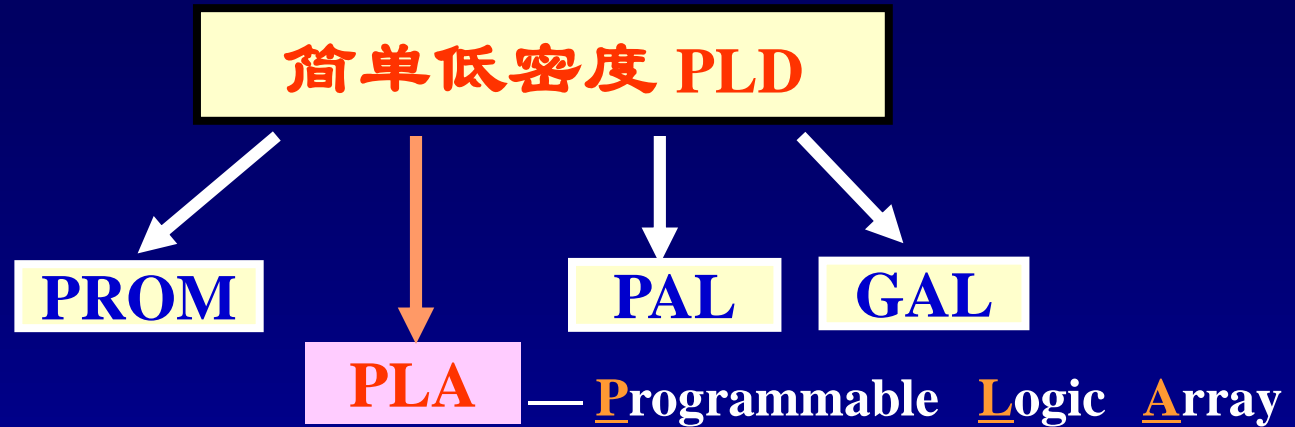 简单低密度 PLD
PROM
PAL
GAL
PLA — Programmable Logic Array